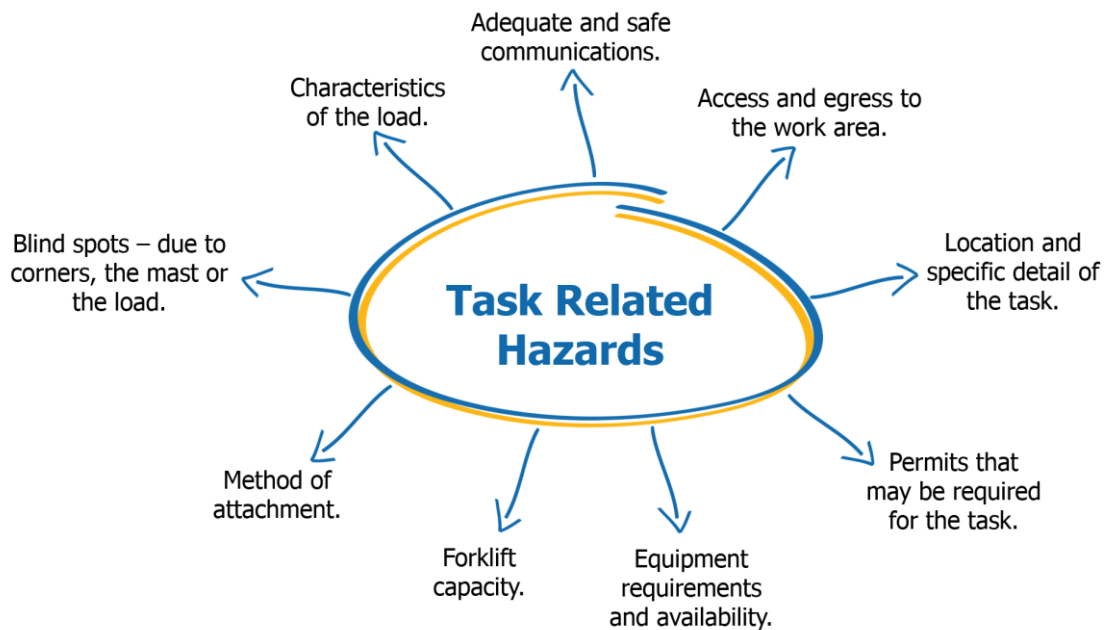 Adequate and safe
communications.
Characteristics
of the load.
Access and egress to
the work area.
Blind spots – due to
corners, the mast or
the load.
Location and
specific detail of
the task.
Task Related
Hazards
Method of
attachment.
Permits that
may be required
for the task.
Forklift
capacity.
Equipment
requirements
and availability.